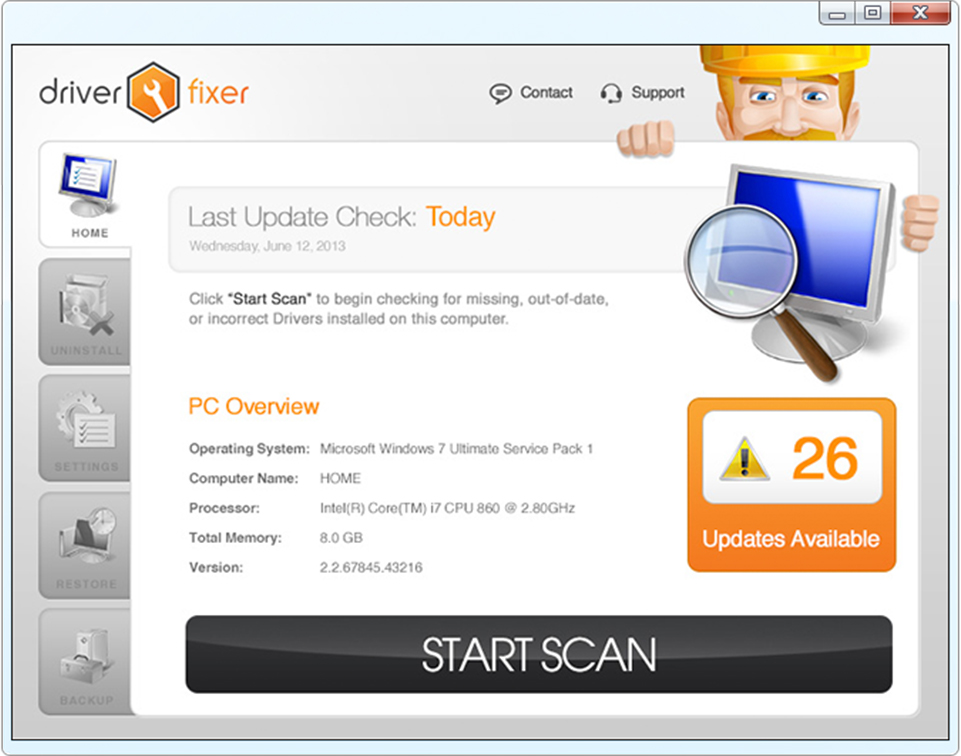 driver fixer
Contact
Support
HOME
Last Update Check: Today
Wednesday, June 12, 2013
UNINSTALL
Click "Start Scan" to begin checking for missing, out-of-date,
or incorrect Drivers installed on this computer.
SETTINGS
PC Overview
Operating System: Microsoft Windows 7 Ultimate Service Pack 1
Computer Name: HOME
Processor: Intel(R) Core(TM) i7 CPU 860 @ 2.80GHz
Total Memory: 8.0 GB
Version: 2.2.67845.43216
26
Updates Available
RESTORE
START SCAN
BACKUP